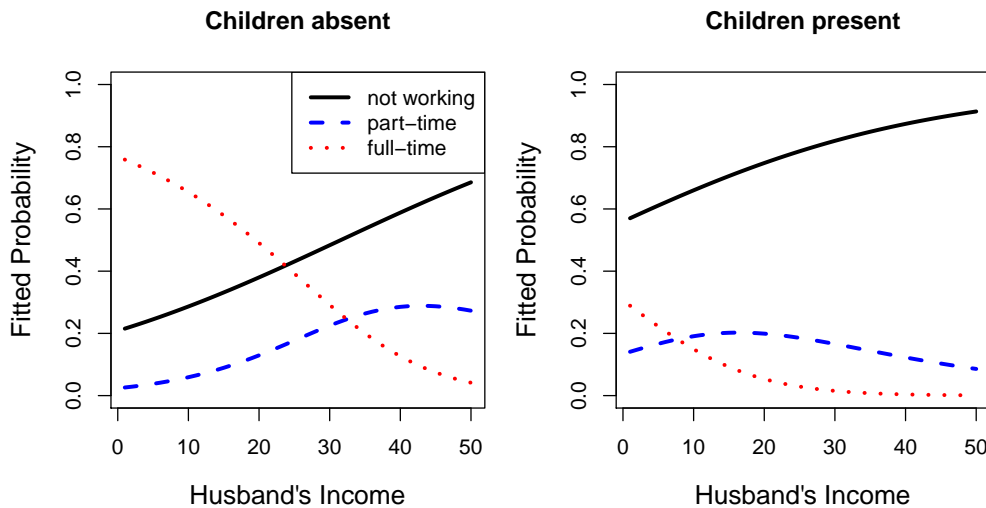 Children absent
Fitted Probability
1.0
0.8
0.6
0.4
0.2
0.0
not working
part−time
full−time
0 10 20 30 40 50
Husband's Income
Children present
Fitted Probability
1.0
0.8
0.6
0.4
0.2
0.0
0 10 20 30 40 50
Husband's Income